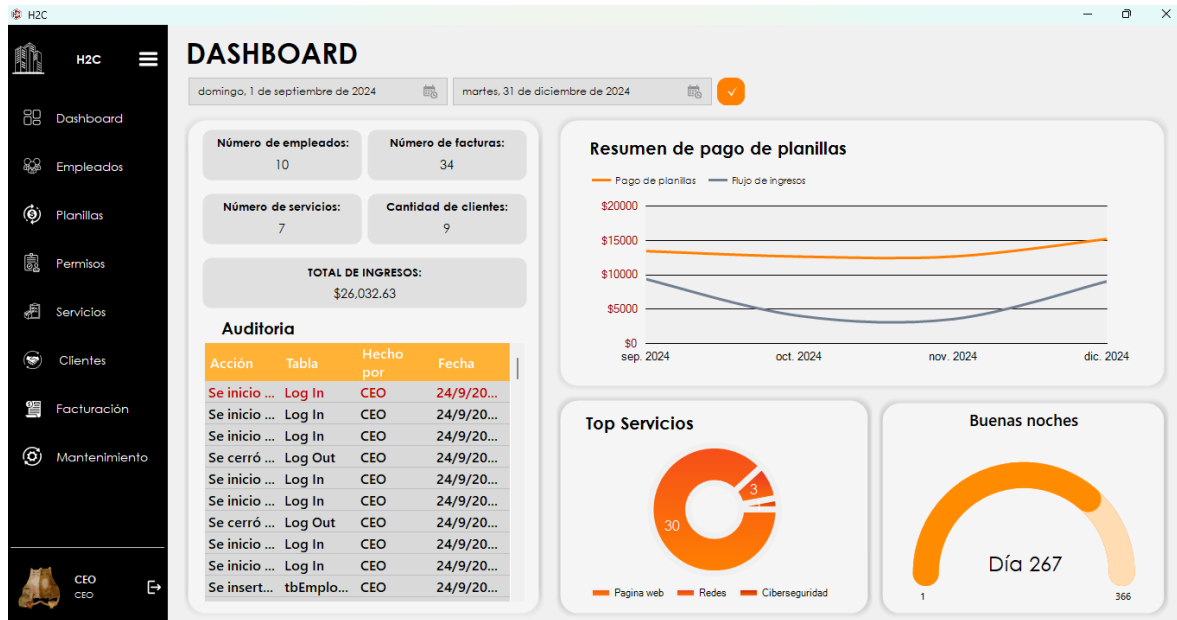 H2C
H2C
DASHBOARD
domingo, 1 de septiembre de 2024
martes, 31 de diciembre de 2024
Dashboard
Empleados
Planillas
Permisos
Servicios
Clientes
Facturación
Mantenimiento
CEO
CEO
Número de empleados:
10
Número de facturas:
34
Número de servicios:
7
Cantidad de clientes:
9
TOTAL DE INGRESOS:
$26,032.63
Auditoria
Acción Tabla Hecho por Fecha
Se inicio ... Log In CEO 24/9/20...
Se inicio ... Log In CEO 24/9/20...
Se inicio ... Log In CEO 24/9/20...
Se cerró ... Log Out CEO 24/9/20...
Se inicio ... Log In CEO 24/9/20...
Se inicio ... Log In CEO 24/9/20...
Se cerró ... Log Out CEO 24/9/20...
Se inicio ... Log In CEO 24/9/20...
Se inicio ... Log In CEO 24/9/20...
Se insert... tbEmplo... CEO 24/9/20...
Resumen de pago de planillas
Pago de planillas Flujo de ingresos
$20000
$15000
$10000
$5000
$0
sep. 2024 oct. 2024 nov. 2024 dic. 2024
Top Servicios
3
30
Pagina web Redes Ciberseguridad
Buenas noches
Día 267
1 366